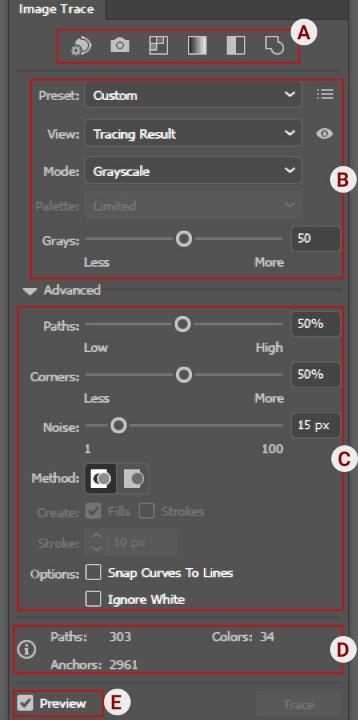 Image Trace
A
Preset: Custom
View: Tracing Result
Mode: Grayscale
B
Palette: Limited
Grays: 50
Less More
Advanced
Paths: 50%
Low High
Corners: 50%
Less More
Noise: 15 px
1 100
C
Method:
Create: Fills Strokes
Stroke: 10 px
Options: Snap Curves To Lines
Ignore White
Paths: 303 Colors: 34
D
Anchors: 2961
Preview E Trace